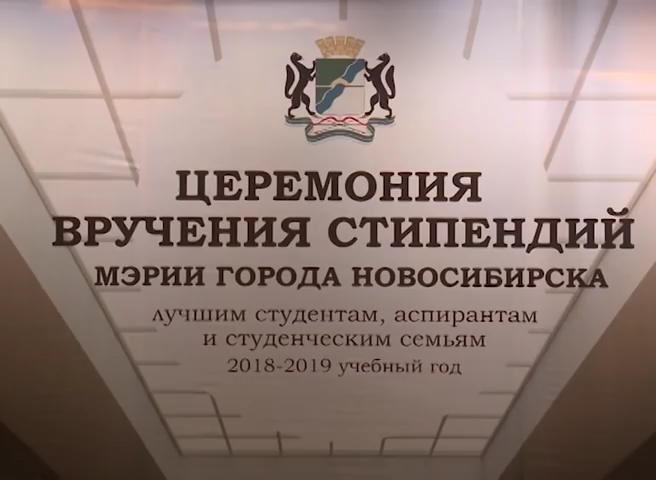 ЦЕРЕМОНИЯ
ВРУЧЕНИЯ СТИПЕНДИЙ
МЭРИИ ГОРОДА НОВОСИБИРСКА
лучшим студентам, аспирантам
и студенческим семьям
2018-2019 учебный год